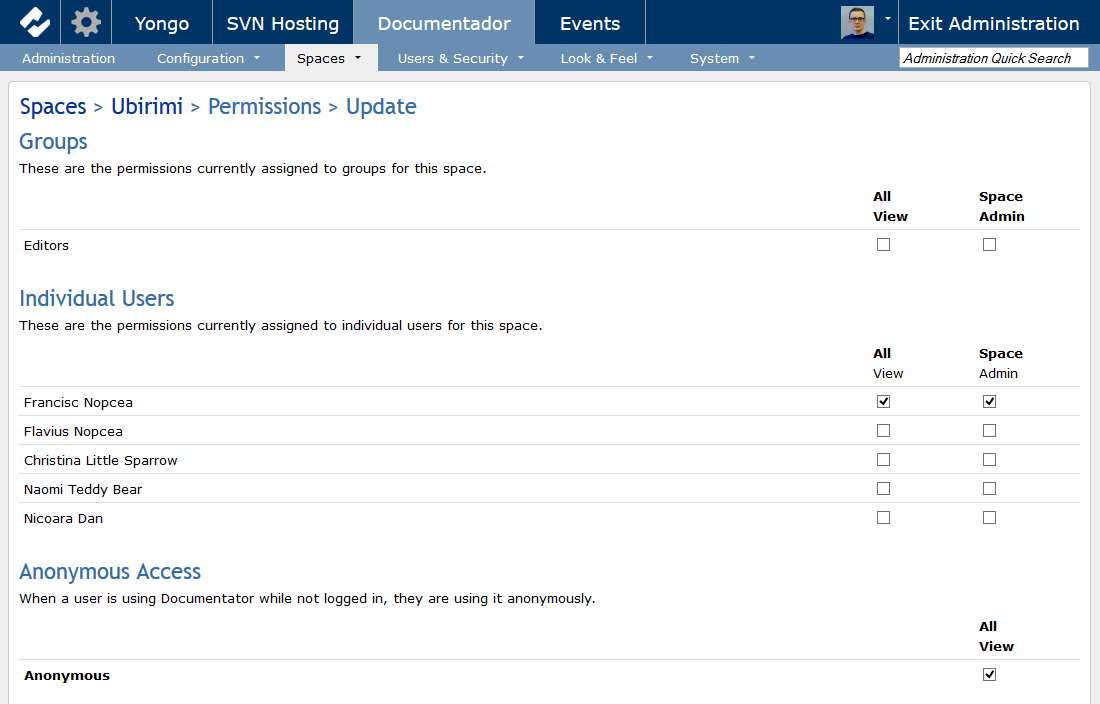 Yongo SVN Hosting Documentador Events Exit Administration
Administration Configuration Spaces Users & Security Look & Feel System Administration Quick Search
Spaces > Ubirimi > Permissions > Update
Groups
These are the permissions currently assigned to groups for this space.
All Space
View Admin
Editors
Individual Users
These are the permissions currently assigned to individual users for this space.
All Space
View Admin
Francisc Nopcea
Flavius Nopcea
Christina Little Sparrow
Naomi Teddy Bear
Nicoara Dan
Anonymous Access
When a user is using Documentator while not logged in, they are using it anonymously.
All
View
Anonymous